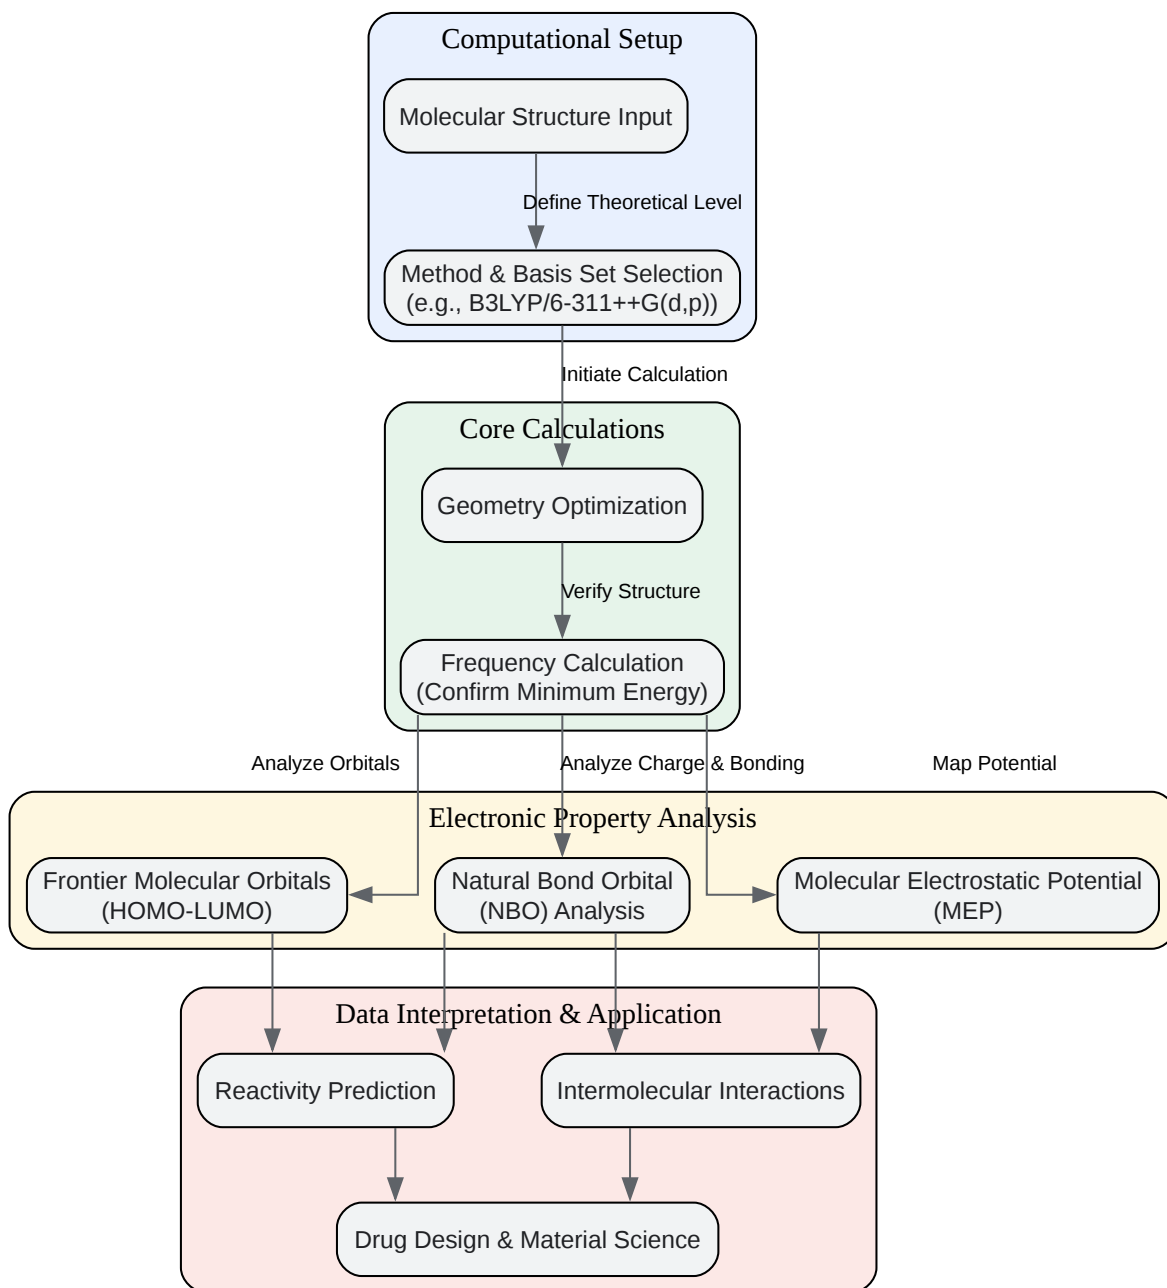 Computational Setup
Molecular Structure Input
Define Theoretical Level
Method & Basis Set Selection
(e.g., B3LYP/6-311++G(d,p))
Initiate Calculation
Core Calculations
Geometry Optimization
Verify Structure
Frequency Calculation
(Confirm Minimum Energy)
Analyze Orbitals
Analyze Charge & Bonding
Map Potential
Electronic Property Analysis
Frontier Molecular Orbitals
(HOMO-LUMO)
Natural Bond Orbital
(NBO) Analysis
Molecular Electrostatic Potential
(MEP)
Data Interpretation & Application
Reactivity Prediction
Intermolecular Interactions
Drug Design & Material Science